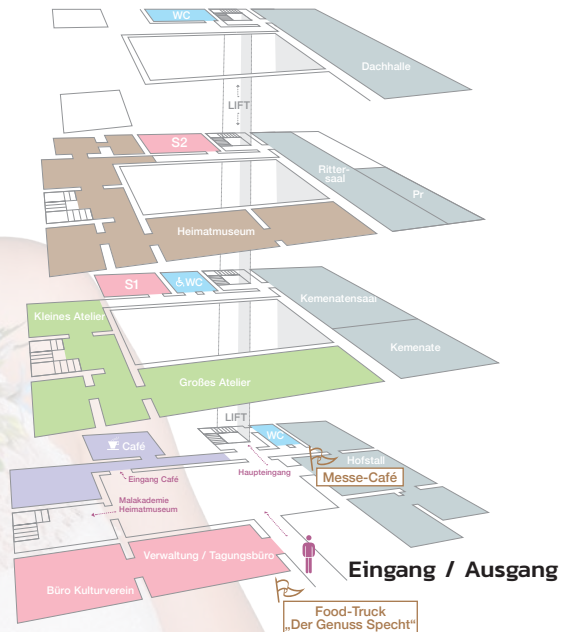 WC
Dachhalle
LIFT
S2
Ritter-
saal
Pr
Heimatmuseum
S1
WC
Kemenatensaal
Kleines Atelier
Kemenate
Großes Atelier
LIFT
Café
WC
Hofstall
Messe-Café
Eingang Café
Haupteingang
Malakademie
Heimatmuseum
Verwaltung / Tagungsbüro
Eingang / Ausgang
Büro Kulturverein
Food-Truck
„Der Genuss Specht“